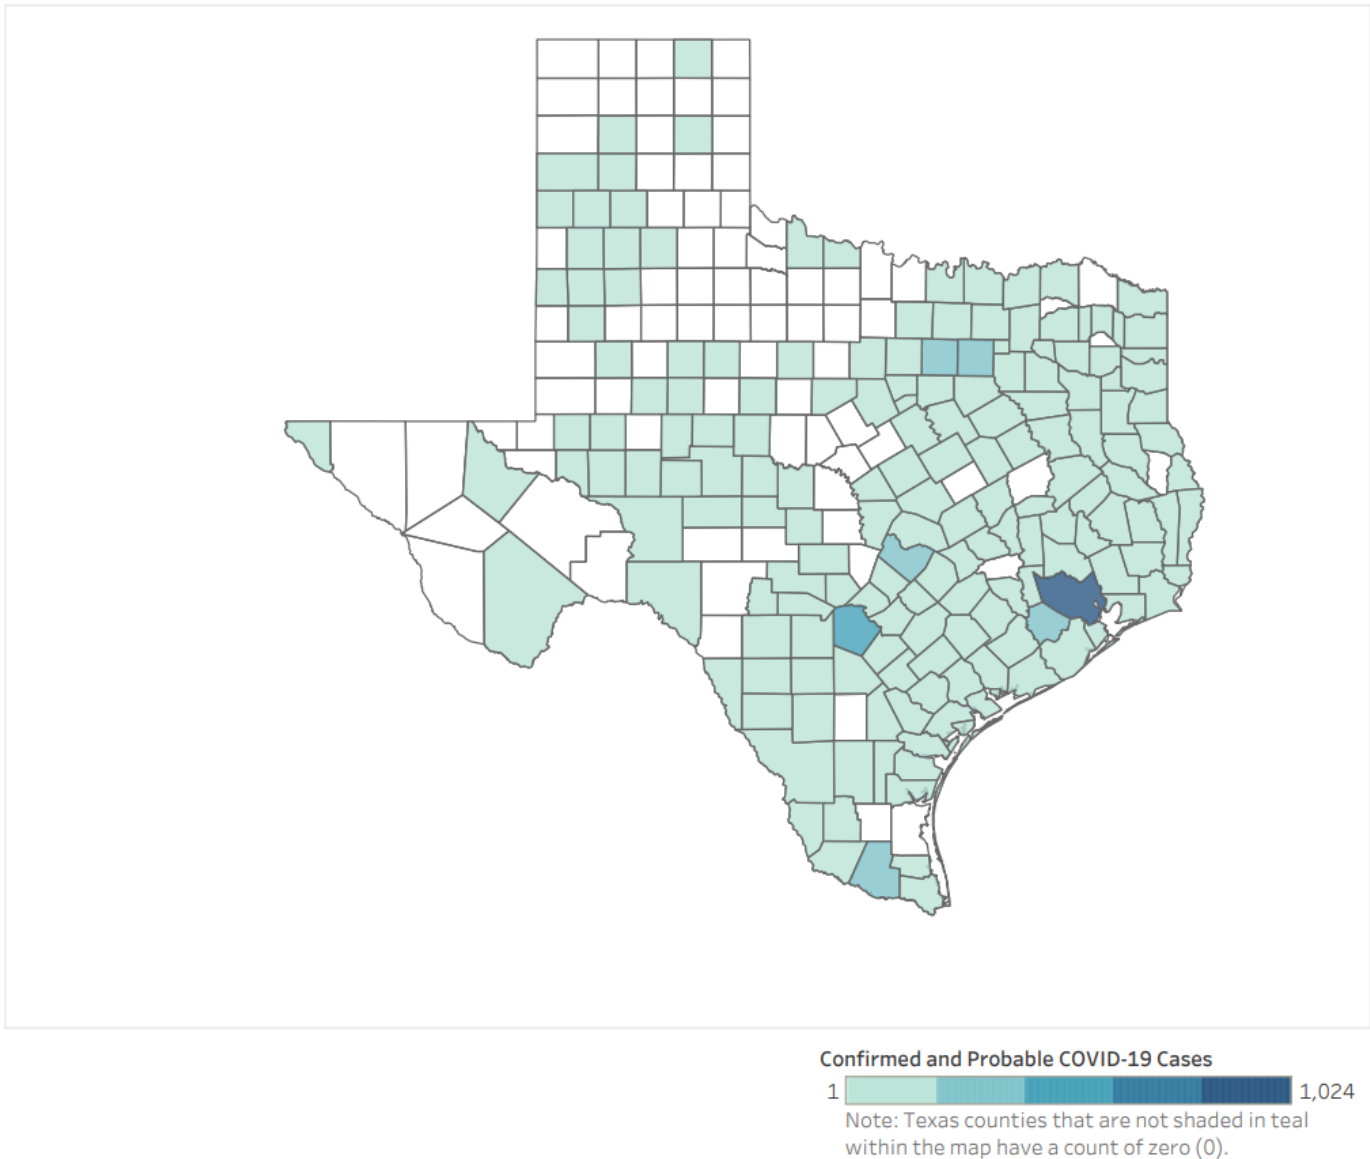 Confirmed and Probable COVID-19 Cases
1 1,024
Note: Texas counties that are not shaded in teal
within the map have a count of zero (0).